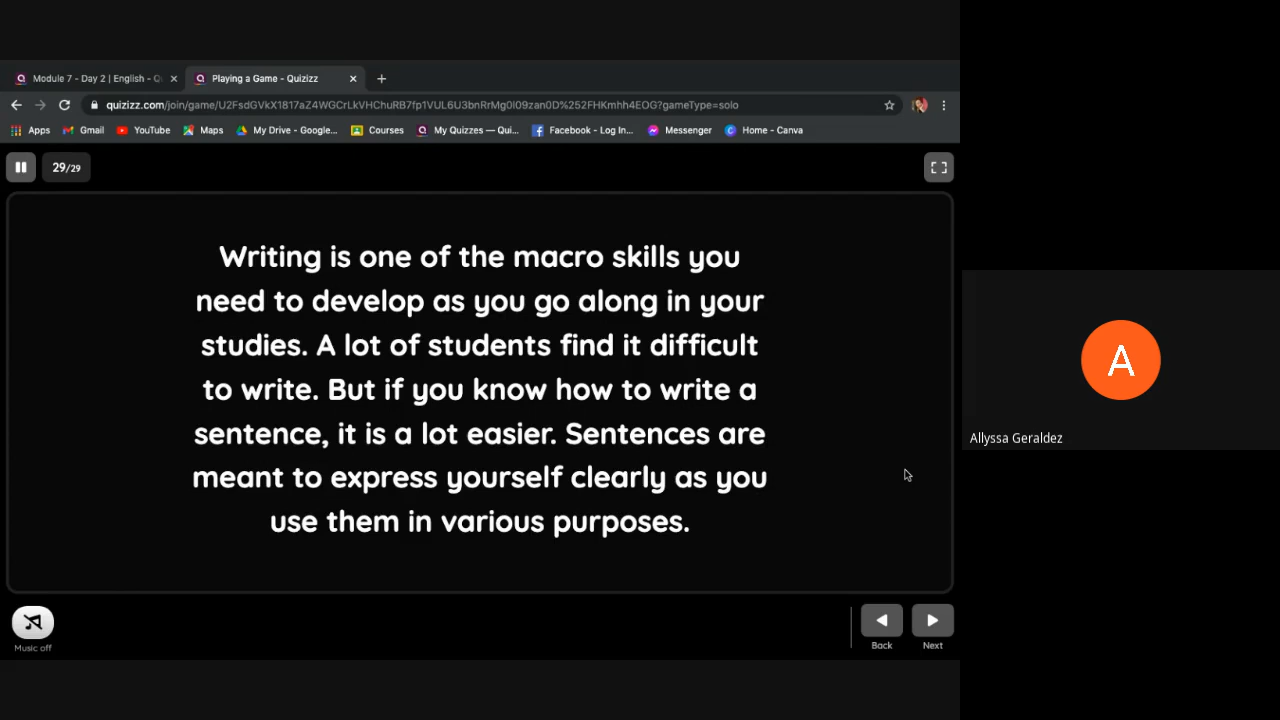 Module 7 - Day 2 | English - Q
Playing a Game - Quizizz
quizizz.com/join/game/U2FsdGVkX1817aZ4WGCrLkVHChuRB7fp1VUL6U3bnRrMg0l09zan0D%252FHKmhh4EOG?gameType=solo
Apps
Gmail
YouTube
Maps
My Drive - Google...
Courses
My Quizzes — Qui...
Facebook - Log In...
Messenger
Home - Canva
29/29
Writing is one of the macro skills you
need to develop as you go along in your
studies. A lot of students find it difficult
to write. But if you know how to write a
sentence, it is a lot easier. Sentences are
meant to express yourself clearly as you
use them in various purposes.
A
Allyssa Geraldez
Music off
Back
Next